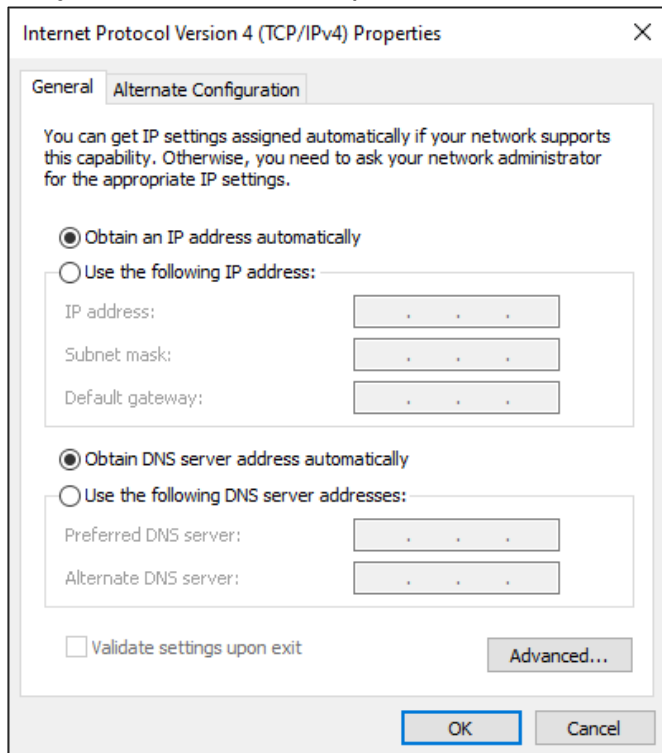 Internet Protocol Version 4 (TCP/IPv4) Properties
General Alternate Configuration
You can get IP settings assigned automatically if your network supports
this capability. Otherwise, you need to ask your network administrator
for the appropriate IP settings.
Obtain an IP address automatically
Use the following IP address:
IP address:
Subnet mask:
Default gateway:
Obtain DNS server address automatically
Use the following DNS server addresses:
Preferred DNS server:
Alternate DNS server:
Validate settings upon exit
Advanced...
OK Cancel